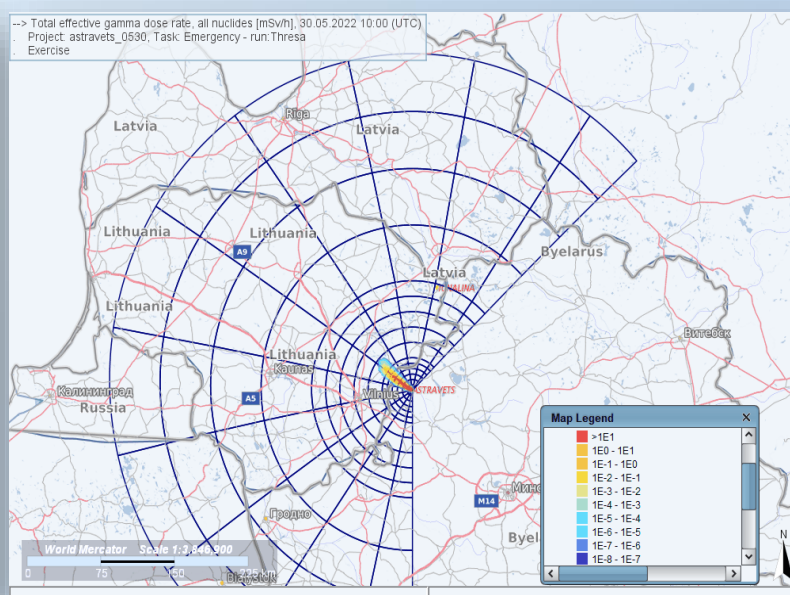 --> Total effective gamma dose rate, all nuclides [mSv/h], 30.05.2022 10:00 (UTC)
. Project: astravets_0530, Task: Emergency - run:Thresa
. Exercise
Riga
Latvia
Latvia
Lithuania
Lithuania
A9
Byelarus
Latvia
Lithuania
Витебск
Lithuania
Kaunas
Калининград
Russia
Vilnius
ASTRAVETS
A5
Map Legend
>1E1
1E0 - 1E1
1E-1 - 1E0
1E-2 - 1E-1
1E-3 - 1E-2
1E-4 - 1E-3
1E-5 - 1E-4
1E-6 - 1E-5
1E-7 - 1E-6
1E-8 - 1E-7
M14
Гродно
N
World Mercator Scale 1:3,846,900
0 75